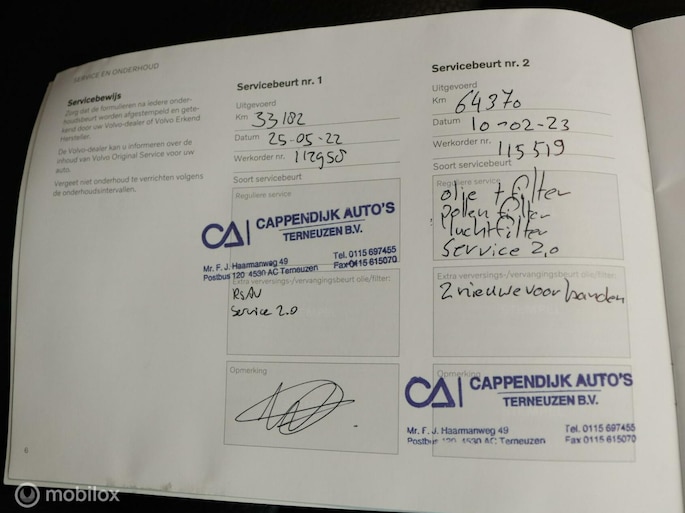 SERVICE EN ONDERHOUD
Servicebewijs
Zorg dat de formulieren na iedere onder-
houdsbeurt worden afgestempeld en gete-
kend door uw Volvo-dealer of Volvo Erkend
Hersteller.
De Volvo-dealer kan u informeren over de
inhoud van Volvo Original Service voor uw
auto.
Vergeet niet onderhoud te verrichten volgens
de onderhoudsintervallen.
6
Servicebeurt nr. 1
Uitgevoerd
Km 33182
Datum 25-05-22
Werkorder nr. 112958
Soort servicebeurt
Reguliere service
CA CAPPENDIJK AUTO'S
TERNEUZEN B.V.
Mr. F. J. Haarmanweg 49 Tel. 0115 697455
Postbus 120 4530 AC Terneuzen Fax 0115 615070
Extra verversings-/vervangingsbeurt olie/filter:
Service 2.0
Opmerking
Servicebeurt nr. 2
Uitgevoerd
Km 64370
Datum 10-02-23
Werkorder nr. 115519
Soort servicebeurt
Reguliere service
olie + filter
pollen filter
luchtfilter
Service 2.0
Extra verversings-/vervangingsbeurt olie/filter:
2 nieuwe voorbanden
Opmerking
CA CAPPENDIJK AUTO'S
TERNEUZEN B.V.
Mr. F. J. Haarmanweg 49 Tel. 0115 697455
Postbus 120 4530 AC Terneuzen Fax 0115 615070
mobilox